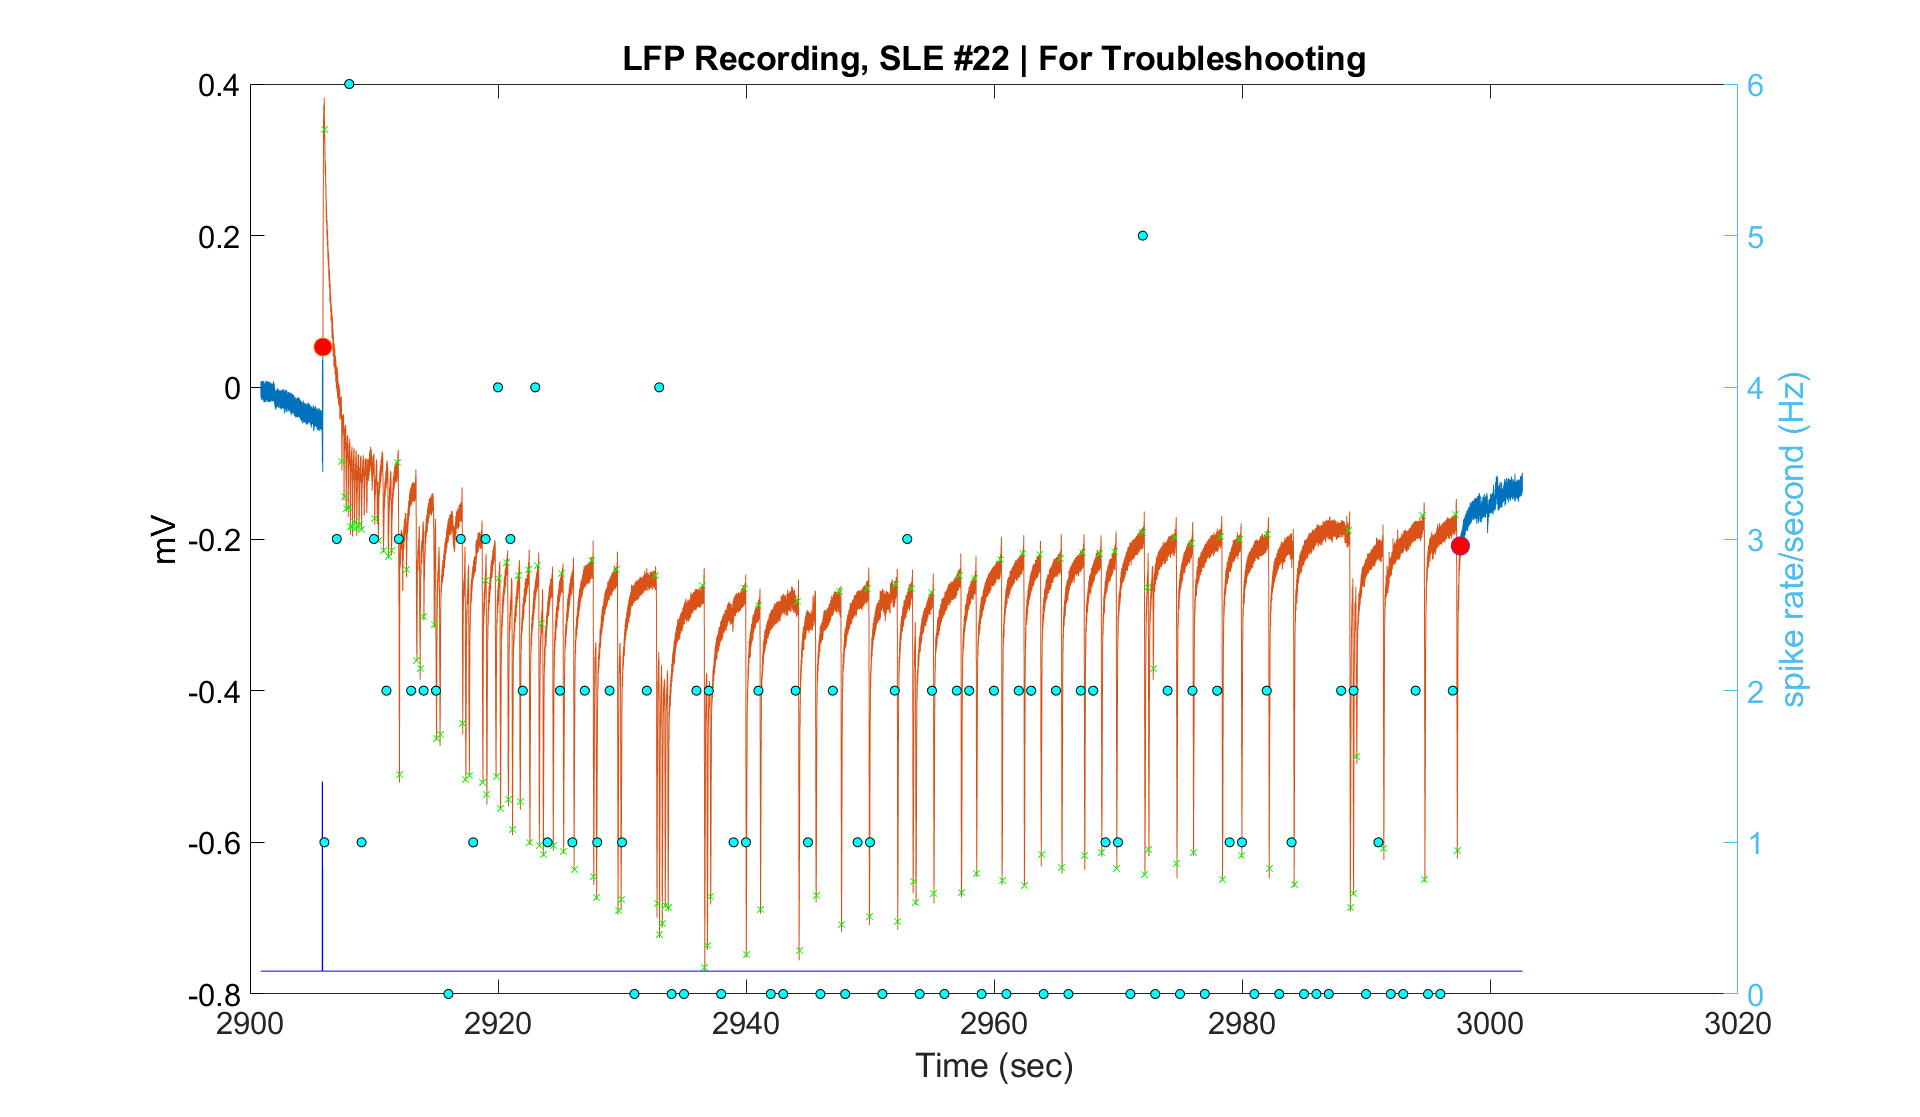 LFP Recording, SLE #22 | For Troubleshooting
0.4
0.2
0
-0.2
-0.4
-0.6
-0.8
mV
6
5
4
3
2
1
0
spike rate/second (Hz)
2900 2920 2940 2960 2980 3000 3020
Time (sec)